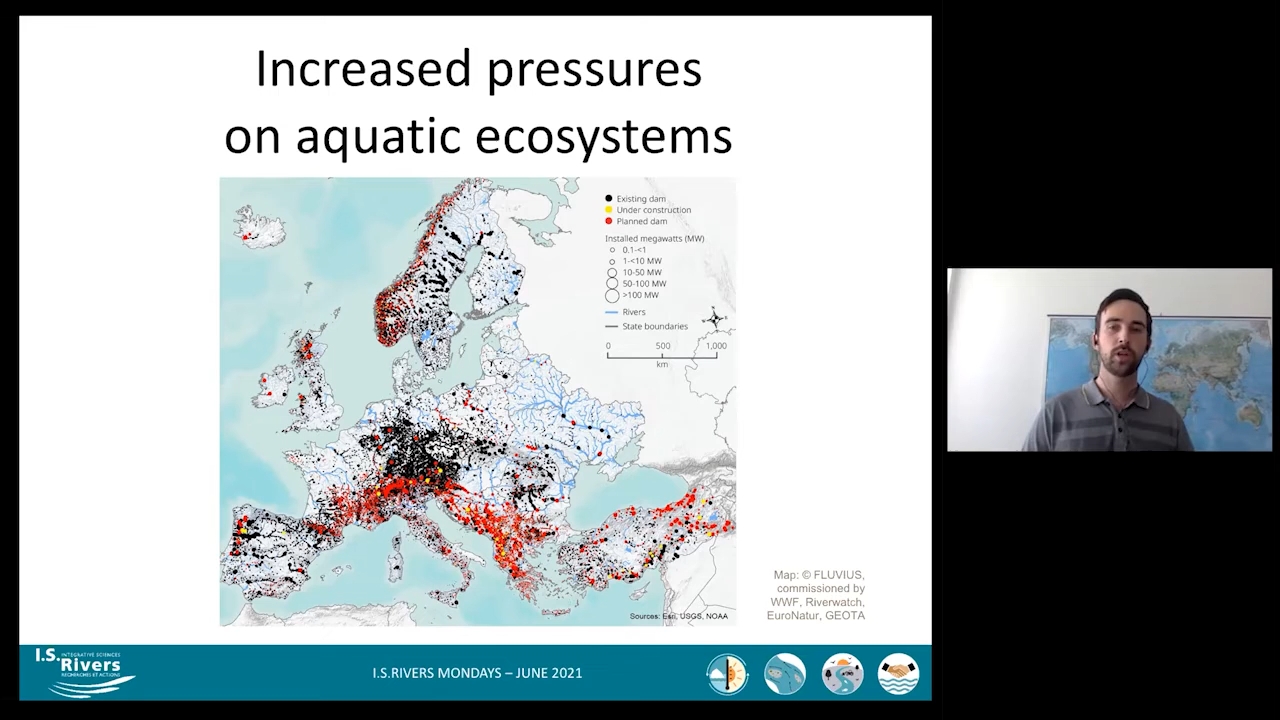 Increased pressures
on aquatic ecosystems
Existing dam
Under construction
Planned dam
Installed megawatts (MW)
0.1-<1
1-<10 MW
10-50 MW
50-100 MW
>100 MW
Rivers
State boundaries
0 500 1,000
km
Sources: Esri, USGS, NOAA
Map: © FLUVIUS,
commissioned by
WWF, Riverwatch,
EuroNatur, GEOTA
I.S. INTEGRATIVE SCIENCES
Rivers
RECHERCHES ET ACTIONS
I.S.RIVERS MONDAYS – JUNE 2021